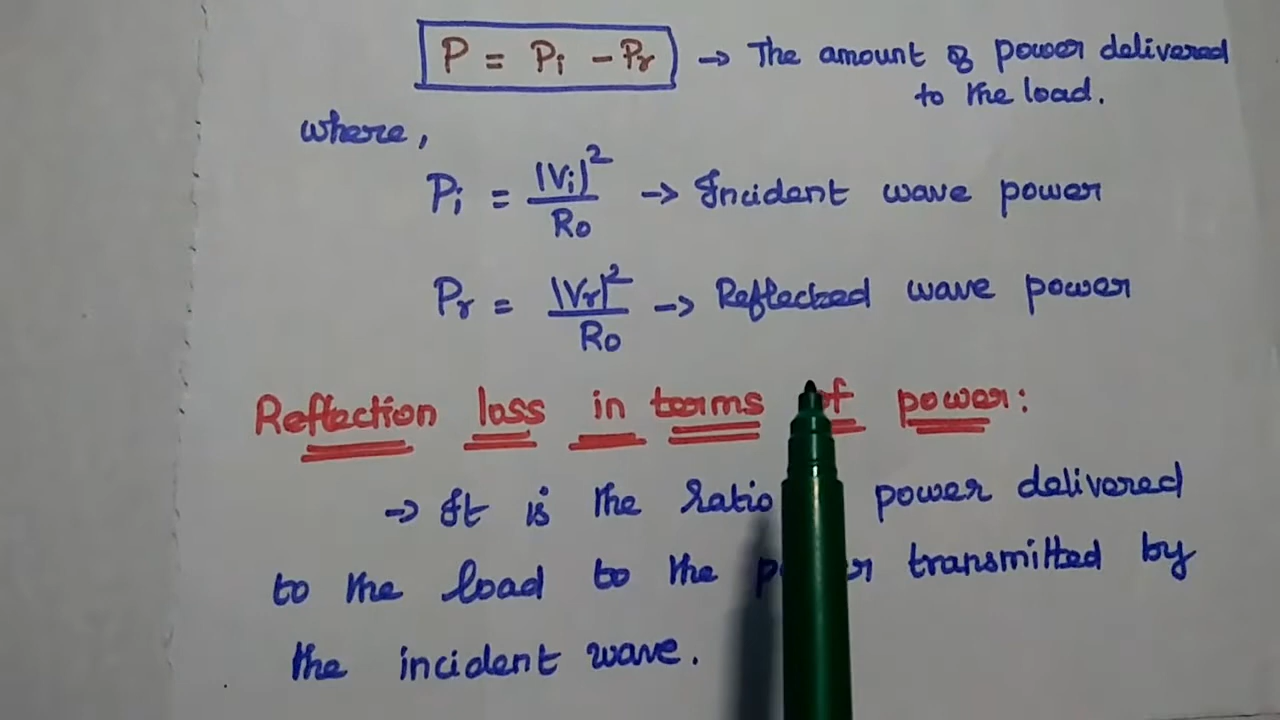 P = Pi - Pr → The amount of power delivered
to the load.
where,
Pi = |Vi|² / Ro → Incident wave power
Pr = |Vr|² / Ro → Reflected wave power
Reflection loss in terms of power:
→ It is the ratio power delivered
to the load to the transmitted by
the incident wave.